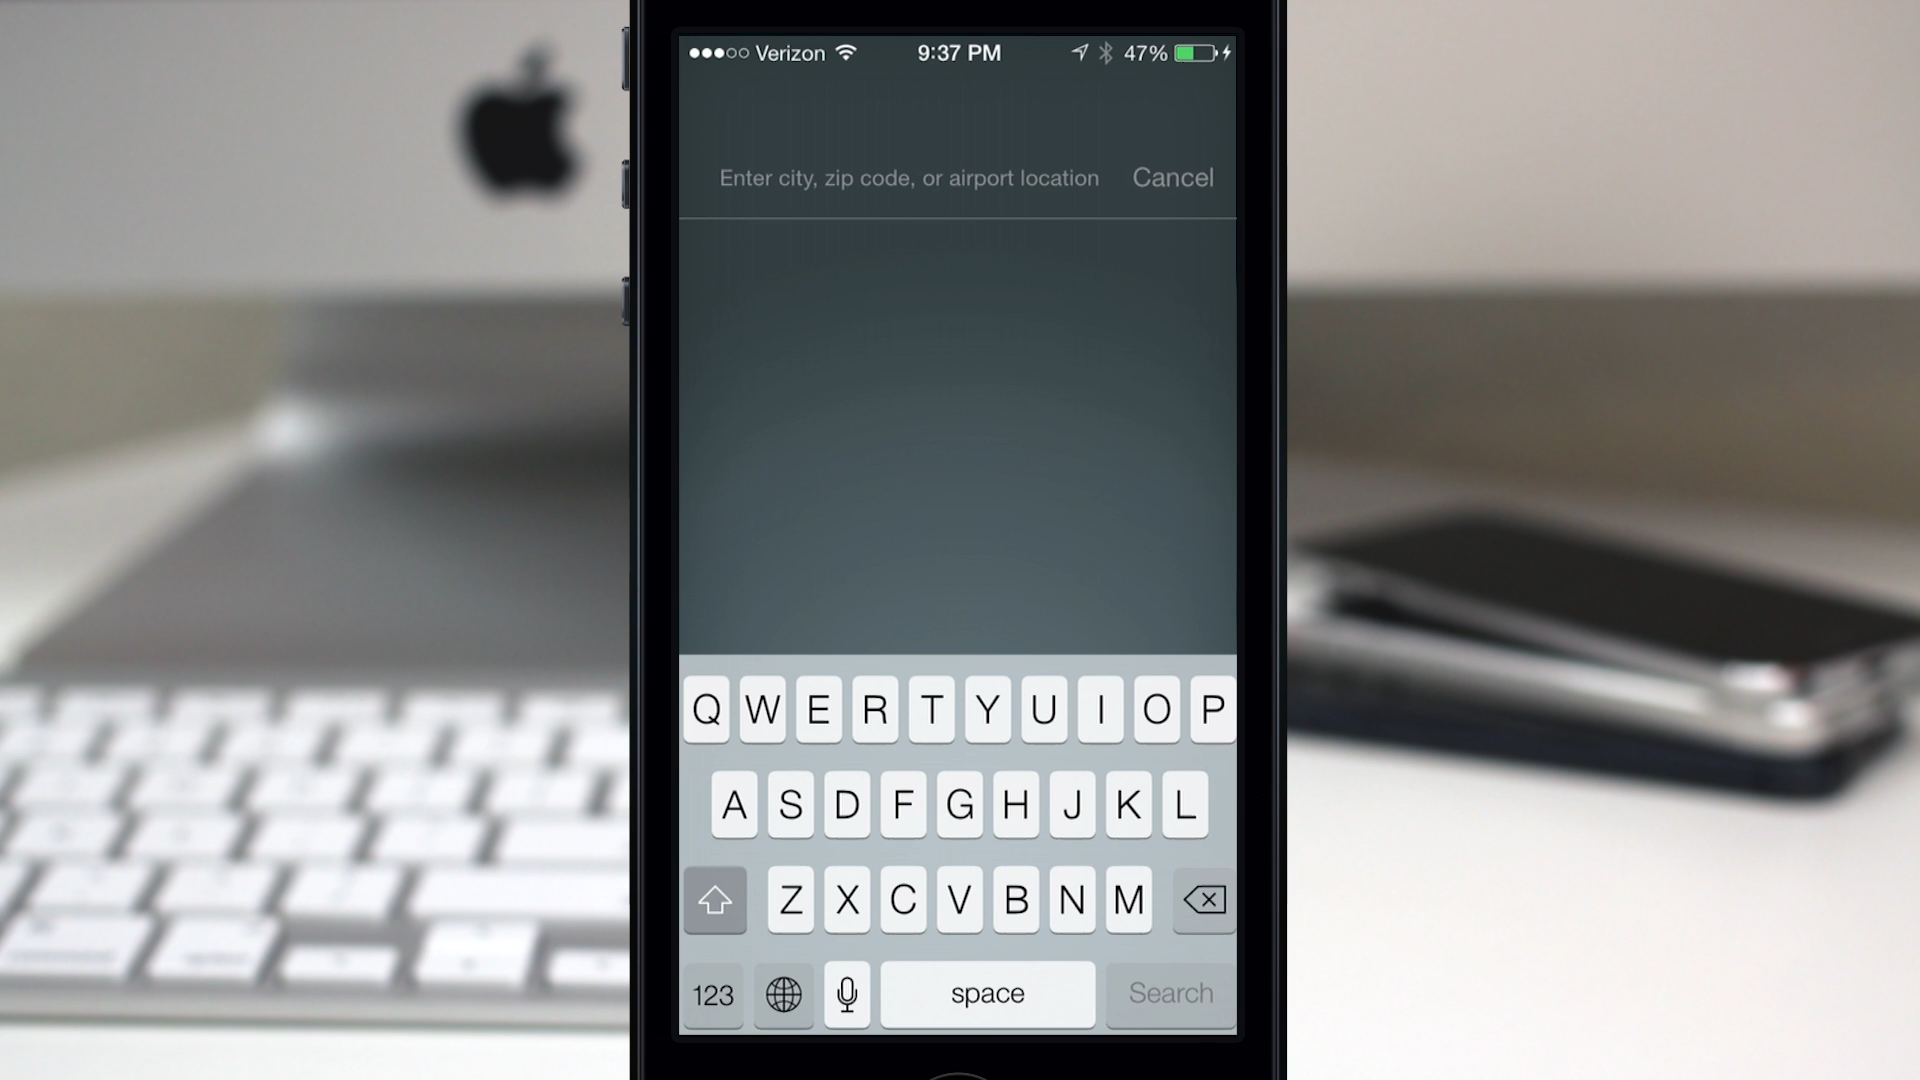 Verizon 9:37 PM 47%
Enter city, zip code, or airport location Cancel
Q W E R T Y U I O P
A S D F G H J K L
Z X C V B N M
123 space Search